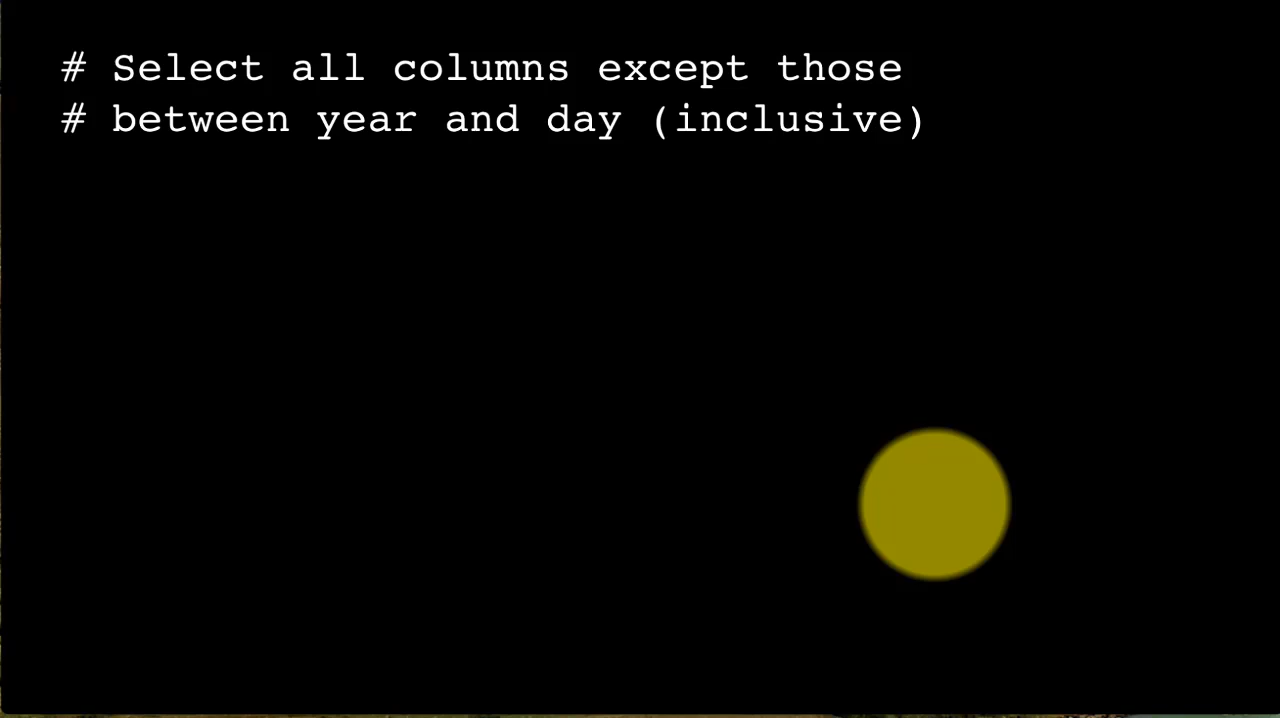 # Select all columns except those
# between year and day (inclusive)